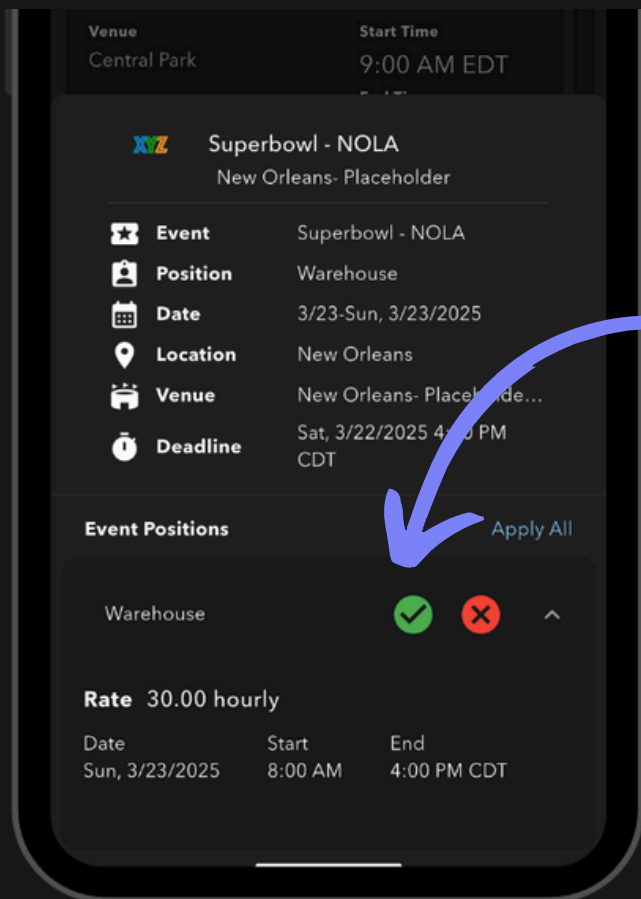 Venue Start Time
Central Park 9:00 AM EDT
XYZ Superbowl - NOLA
New Orleans- Placeholder
Event Superbowl - NOLA
Position Warehouse
Date 3/23-Sun, 3/23/2025
Location New Orleans
Venue New Orleans-
Deadline Sat, 3/22/2025 PM
CDT
Event Positions Apply All
Warehouse
Rate 30.00 hourly
Date Start End
Sun, 3/23/2025 8:00 AM 4:00 PM CDT